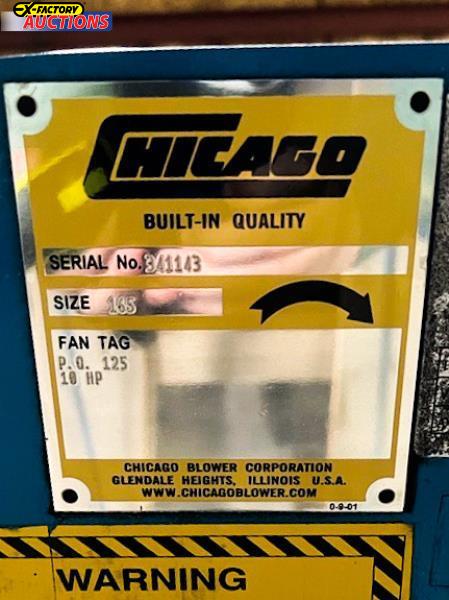 EX-FACTORY
AUCTIONS
CHICAGO
BUILT-IN QUALITY
SERIAL No. 341143
SIZE 165
FAN TAG
P.O. 125
10 HP
CHICAGO BLOWER CORPORATION
GLENDALE HEIGHTS, ILLINOIS U.S.A.
WWW.CHICAGOBLOWER.COM
0-9-01
WARNING